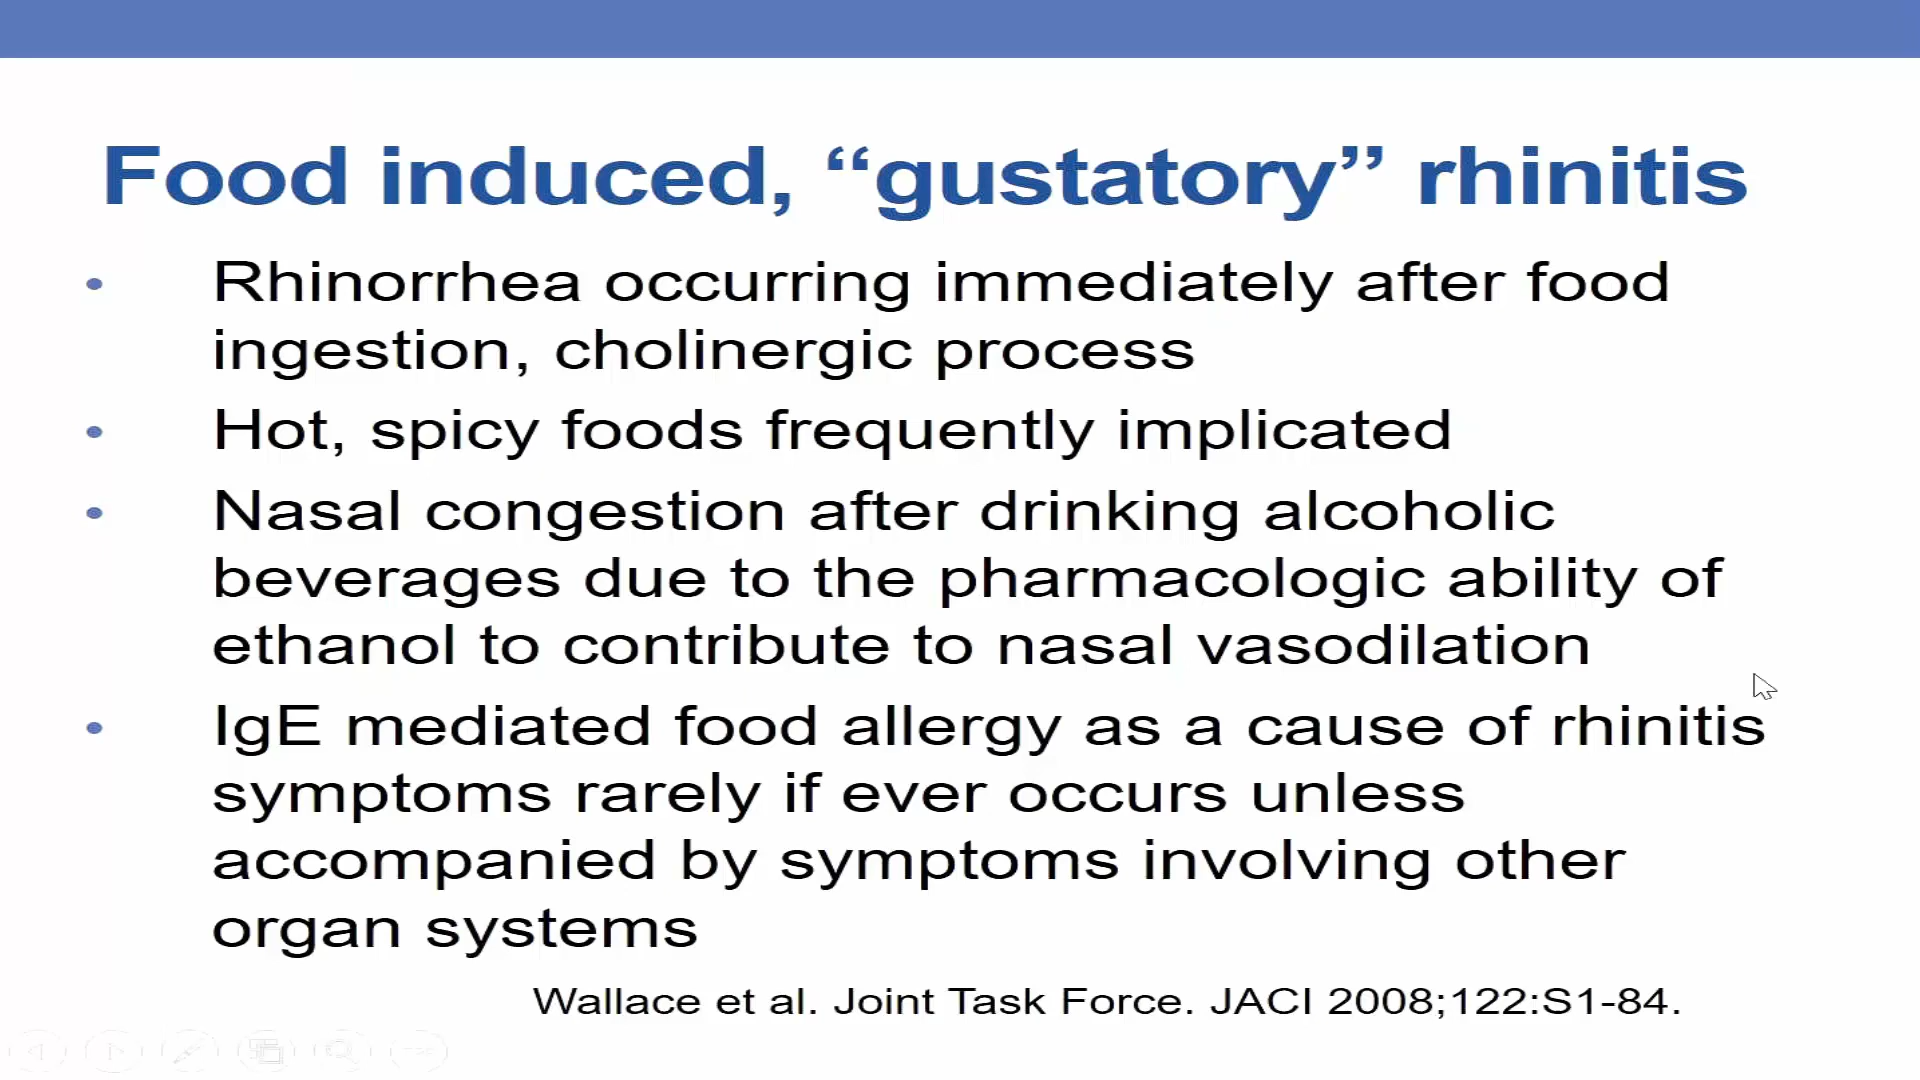 Food induced, “gustatory” rhinitis
• Rhinorrhea occurring immediately after food
ingestion, cholinergic process
• Hot, spicy foods frequently implicated
• Nasal congestion after drinking alcoholic
beverages due to the pharmacologic ability of
ethanol to contribute to nasal vasodilation
• IgE mediated food allergy as a cause of rhinitis
symptoms rarely if ever occurs unless
accompanied by symptoms involving other
organ systems
Wallace et al. Joint Task Force. JACI 2008;122:S1-84.